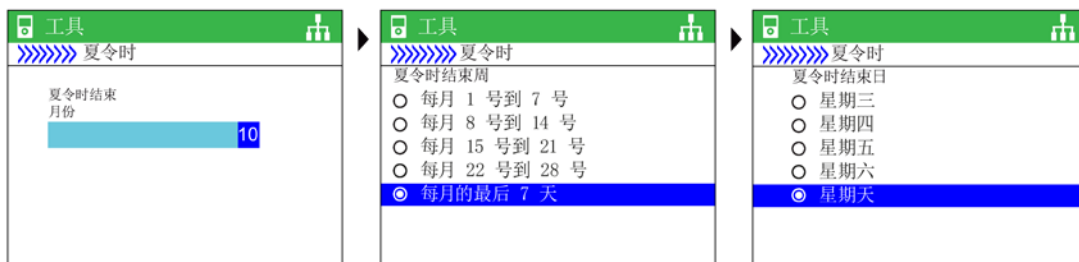 工具
夏令时
夏令时结束
月份
10
工具
夏令时
夏令时结束周
每月 1 号到 7 号
每月 8 号到 14 号
每月 15 号到 21 号
每月 22 号到 28 号
每月的最后 7 天
工具
夏令时
夏令时结束日
星期三
星期四
星期五
星期六
星期天